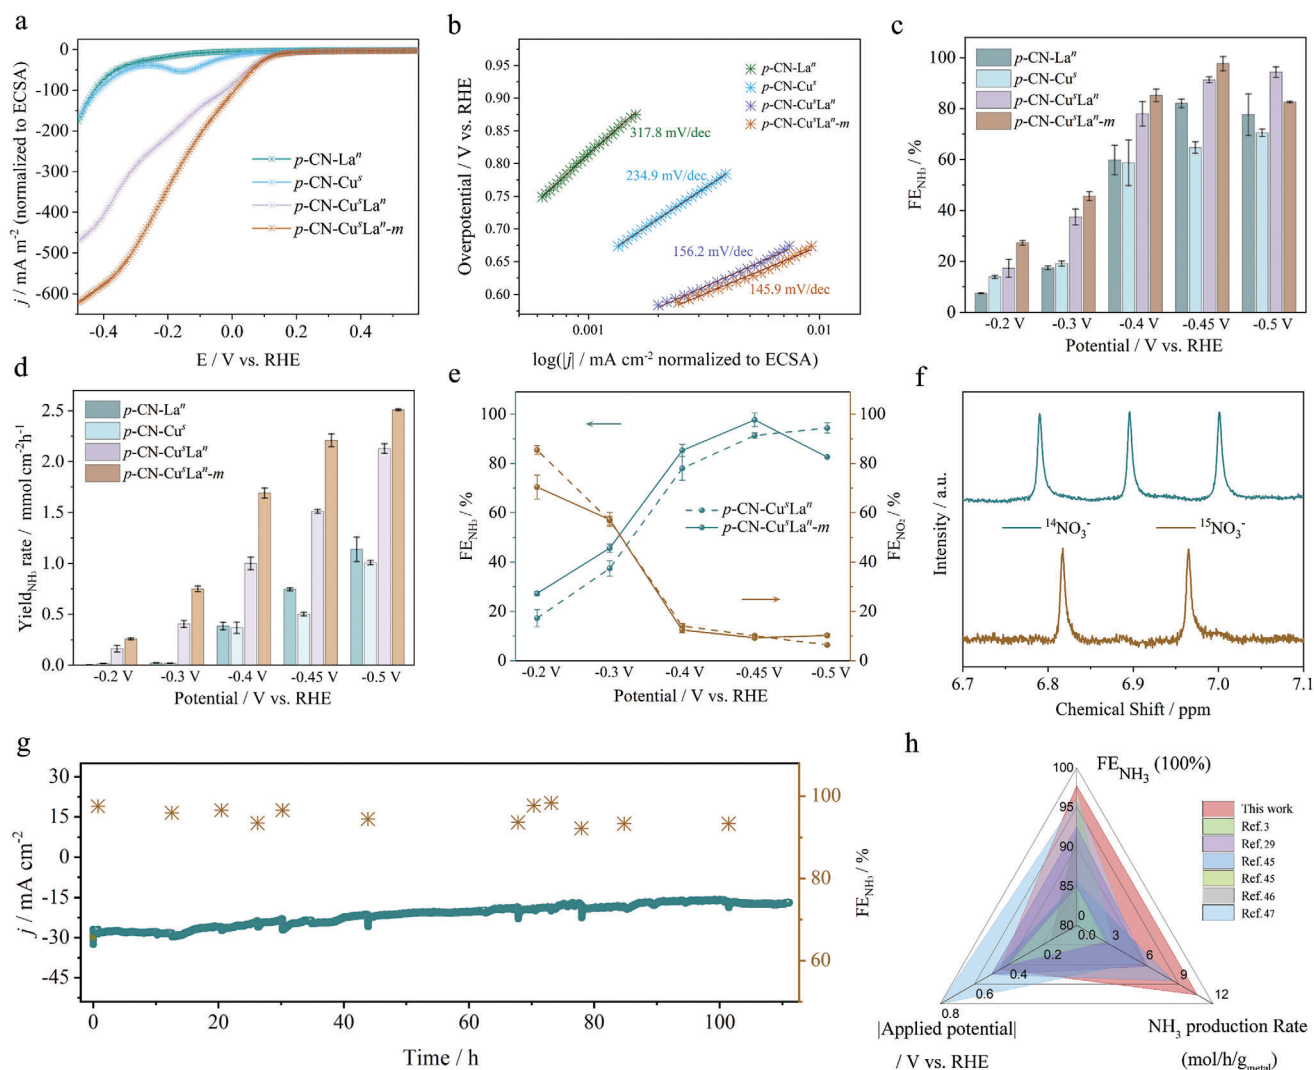 a
j / mA m⁻² (normalized to ECSA)
0
-100
-200
-300
-400
-500
-600
p-CN-Laⁿ
p-CN-Cuˢ
p-CN-CuˢLaⁿ
p-CN-CuˢLaⁿ-m
-0.4 -0.2 0.0 0.2 0.4
E / V vs. RHE
b
Overpotential / V vs. RHE
0.95
0.90
0.85
0.80
0.75
0.70
0.65
0.60
p-CN-Laⁿ
p-CN-Cuˢ
p-CN-CuˢLaⁿ
p-CN-CuˢLaⁿ-m
317.8 mV/dec
234.9 mV/dec
156.2 mV/dec
145.9 mV/dec
0.001 0.01
log(|j| / mA cm⁻² normalized to ECSA)
c
FE_NH₃ / %
100
80
60
40
20
0
p-CN-Laⁿ
p-CN-Cuˢ
p-CN-CuˢLaⁿ
p-CN-CuˢLaⁿ-m
-0.2 V -0.3 V -0.4 V -0.45 V -0.5 V
Potential / V vs. RHE
d
Yield_NH₃ rate / mmol cm⁻²h⁻¹
2.5
2.0
1.5
1.0
0.5
0.0
p-CN-Laⁿ
p-CN-Cuˢ
p-CN-CuˢLaⁿ
p-CN-CuˢLaⁿ-m
-0.2 V -0.3 V -0.4 V -0.45 V -0.5 V
Potential / V vs. RHE
e
FE_NH₃ / %
100
80
60
40
20
0
p-CN-CuˢLaⁿ
p-CN-CuˢLaⁿ-m
100
80
60
40
20
0
FE_NO₂⁻ / %
-0.2 V -0.3 V -0.4 V -0.45 V -0.5 V
Potential / V vs. RHE
f
Intensity / a.u.
¹⁴NO₃⁻ ¹⁵NO₃⁻
6.7 6.8 6.9 7.0 7.1
Chemical Shift / ppm
g
j / mA cm⁻²
30
15
0
-15
-30
-45
100
90
80
70
60
FE_NH₃ / %
0 20 40 60 80 100
Time / h
h
100 FE_NH₃ (100%)
95
90
85
80
0
0.0
3
0.2
6
0.4
9
0.6
12
0.8
This work
Ref. 3
Ref. 29
Ref. 45
Ref. 45
Ref. 46
Ref. 47
|Applied potential|
/ V vs. RHE
NH₃ production Rate
(mol/h/g_metal)